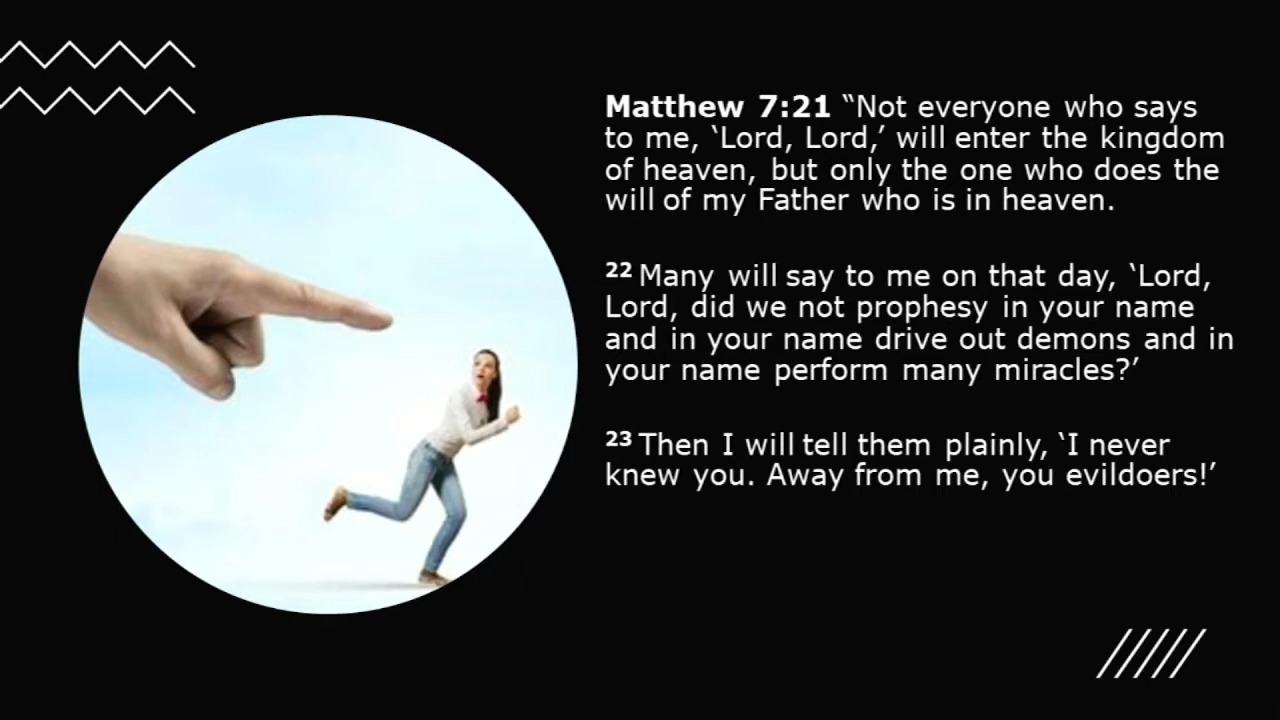 Matthew 7:21 “Not everyone who says
to me, ‘Lord, Lord,’ will enter the kingdom
of heaven, but only the one who does the
will of my Father who is in heaven.
22 Many will say to me on that day, ‘Lord,
Lord, did we not prophesy in your name
and in your name drive out demons and in
your name perform many miracles?’
23 Then I will tell them plainly, ‘I never
knew you. Away from me, you evildoers!’